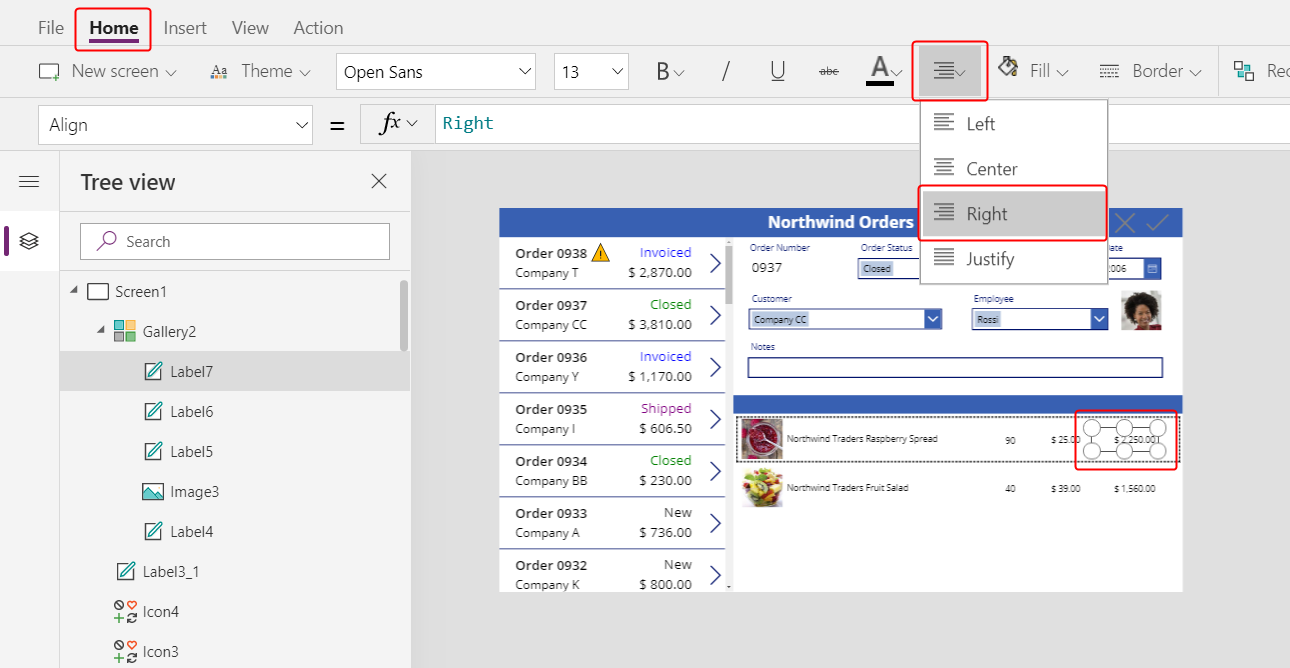 File Home Insert View Action
New screen Aa Theme Open Sans 13 B / U abc A Fill Border
Align = fx Right
Left
Center
Right
Justify
Tree view
Search
Screen1
Gallery2
Label7
Label6
Label5
Image3
Label4
Label3_1
Icon4
Icon3
Northwind Orders
Order 0938 Invoiced
Company T $ 2,870.00
Order 0937 Closed
Company CC $ 3,810.00
Order 0936 Invoiced
Company Y $ 1,170.00
Order 0935 Shipped
Company I $ 606.50
Order 0934 Closed
Company BB $ 230.00
Order 0933 New
Company A $ 736.00
Order 0932 New
Company K $ 800.00
Order Number Order Status
0937 Closed
Customer Employee
Company CC Rossi
Notes
Northwind Traders Raspberry Spread 90 $ 25.00 $ 2,250.00
Northwind Traders Fruit Salad 40 $ 39.00 $ 1,560.00